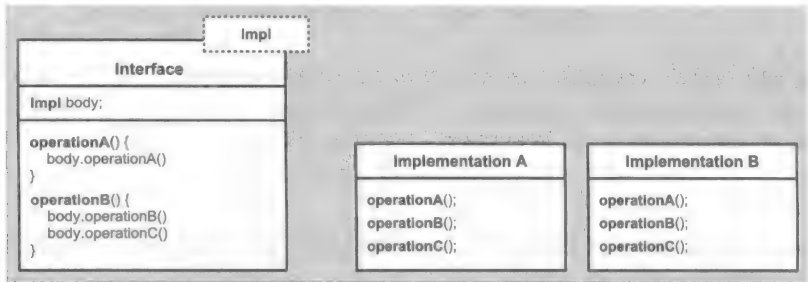 Impl
Interface
Impl body;
operationA() {
body.operationA()
}
operationB() {
body.operationB()
body.operationC()
}
Implementation A
operationA();
operationB();
operationC();
Implementation B
operationA();
operationB();
operationC();